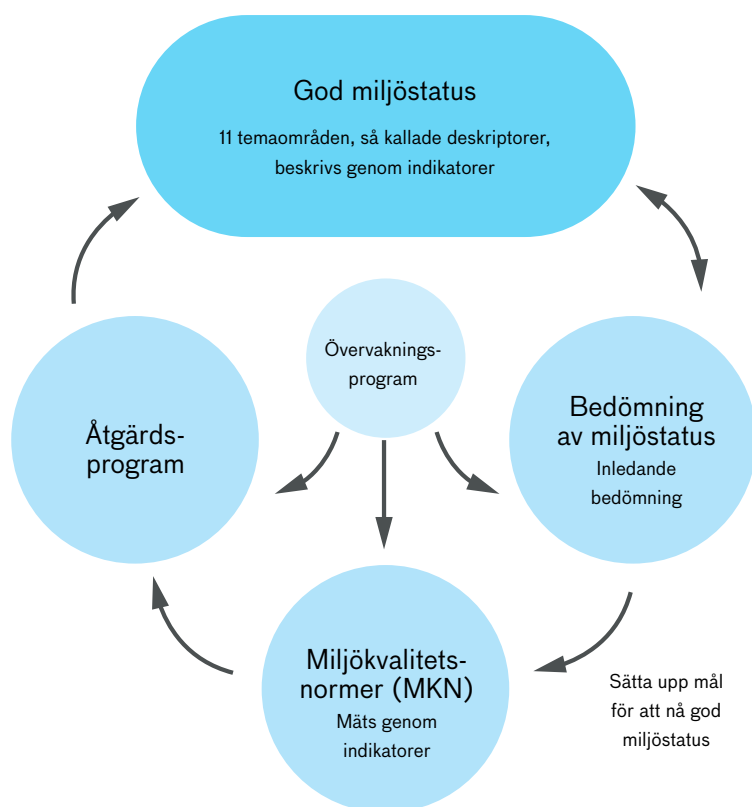 God miljöstatus
11 temaområden, så kallade deskriptorer,
beskrivs genom indikatorer
Övervaknings-
program
Åtgärds-
program
Bedömning
av miljöstatus
Inledande
bedömning
Miljökvalitets-
normer (MKN)
Mäts genom
indikatorer
Sätta upp mål
för att nå god
miljöstatus